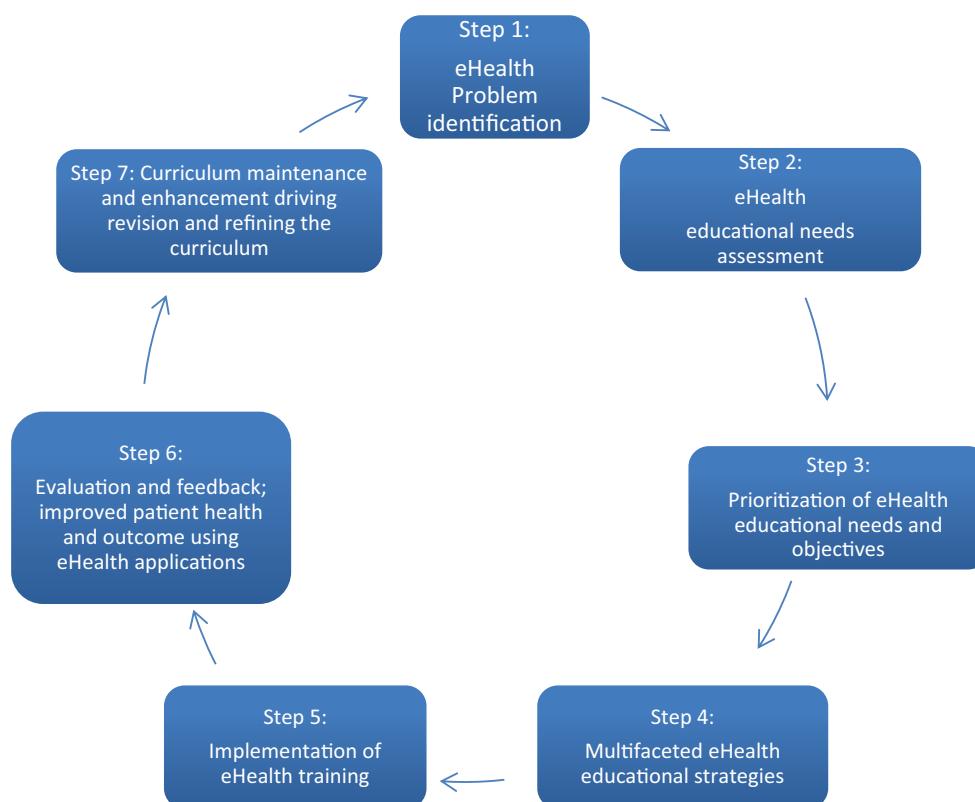 Step 1:
eHealth
Problem
identification
Step 2:
eHealth
educational needs
assessment
Step 3:
Prioritization of eHealth
educational needs and
objectives
Step 4:
Multifaceted eHealth
educational strategies
Step 5:
Implementation of
eHealth training
Step 6:
Evaluation and feedback;
improved patient health
and outcome using
eHealth applications
Step 7: Curriculum maintenance
and enhancement driving
revision and refining the
curriculum